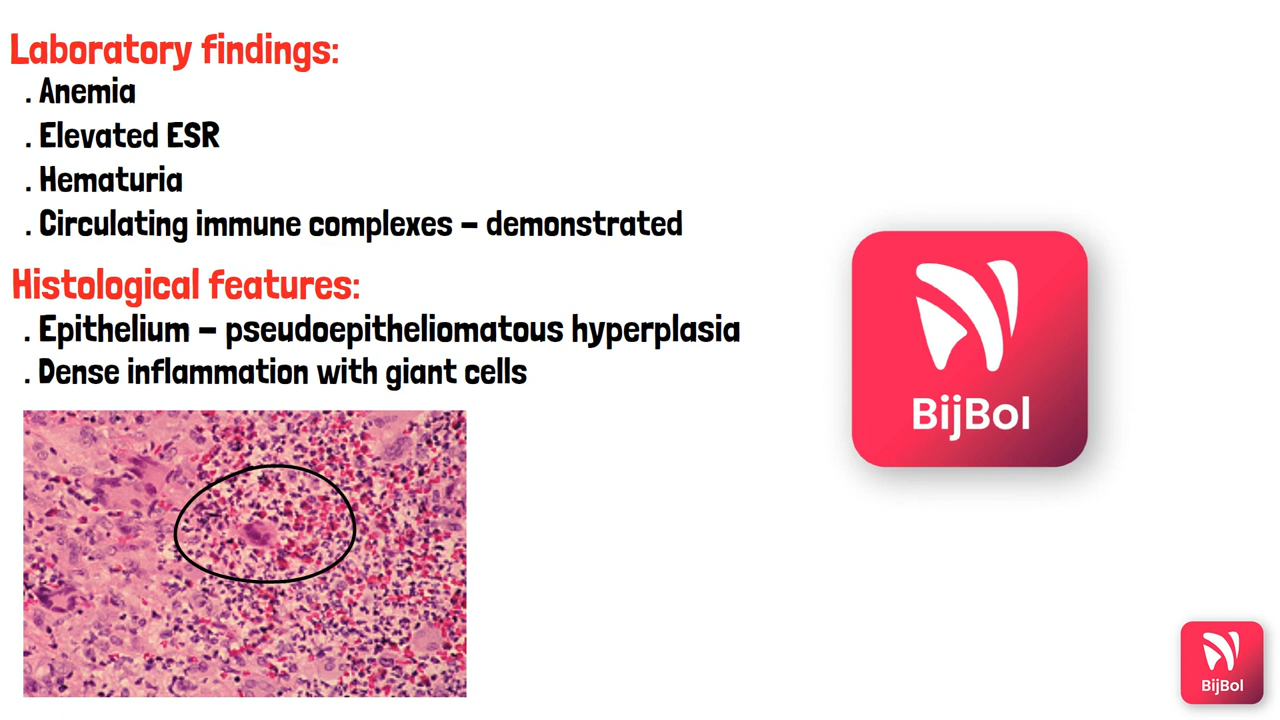 Laboratory findings:
. Anemia
. Elevated ESR
. Hematuria
. Circulating immune complexes – demonstrated
Histological features:
. Epithelium – pseudoepitheliomatous hyperplasia
. Dense inflammation with giant cells
BijBol
BijBol